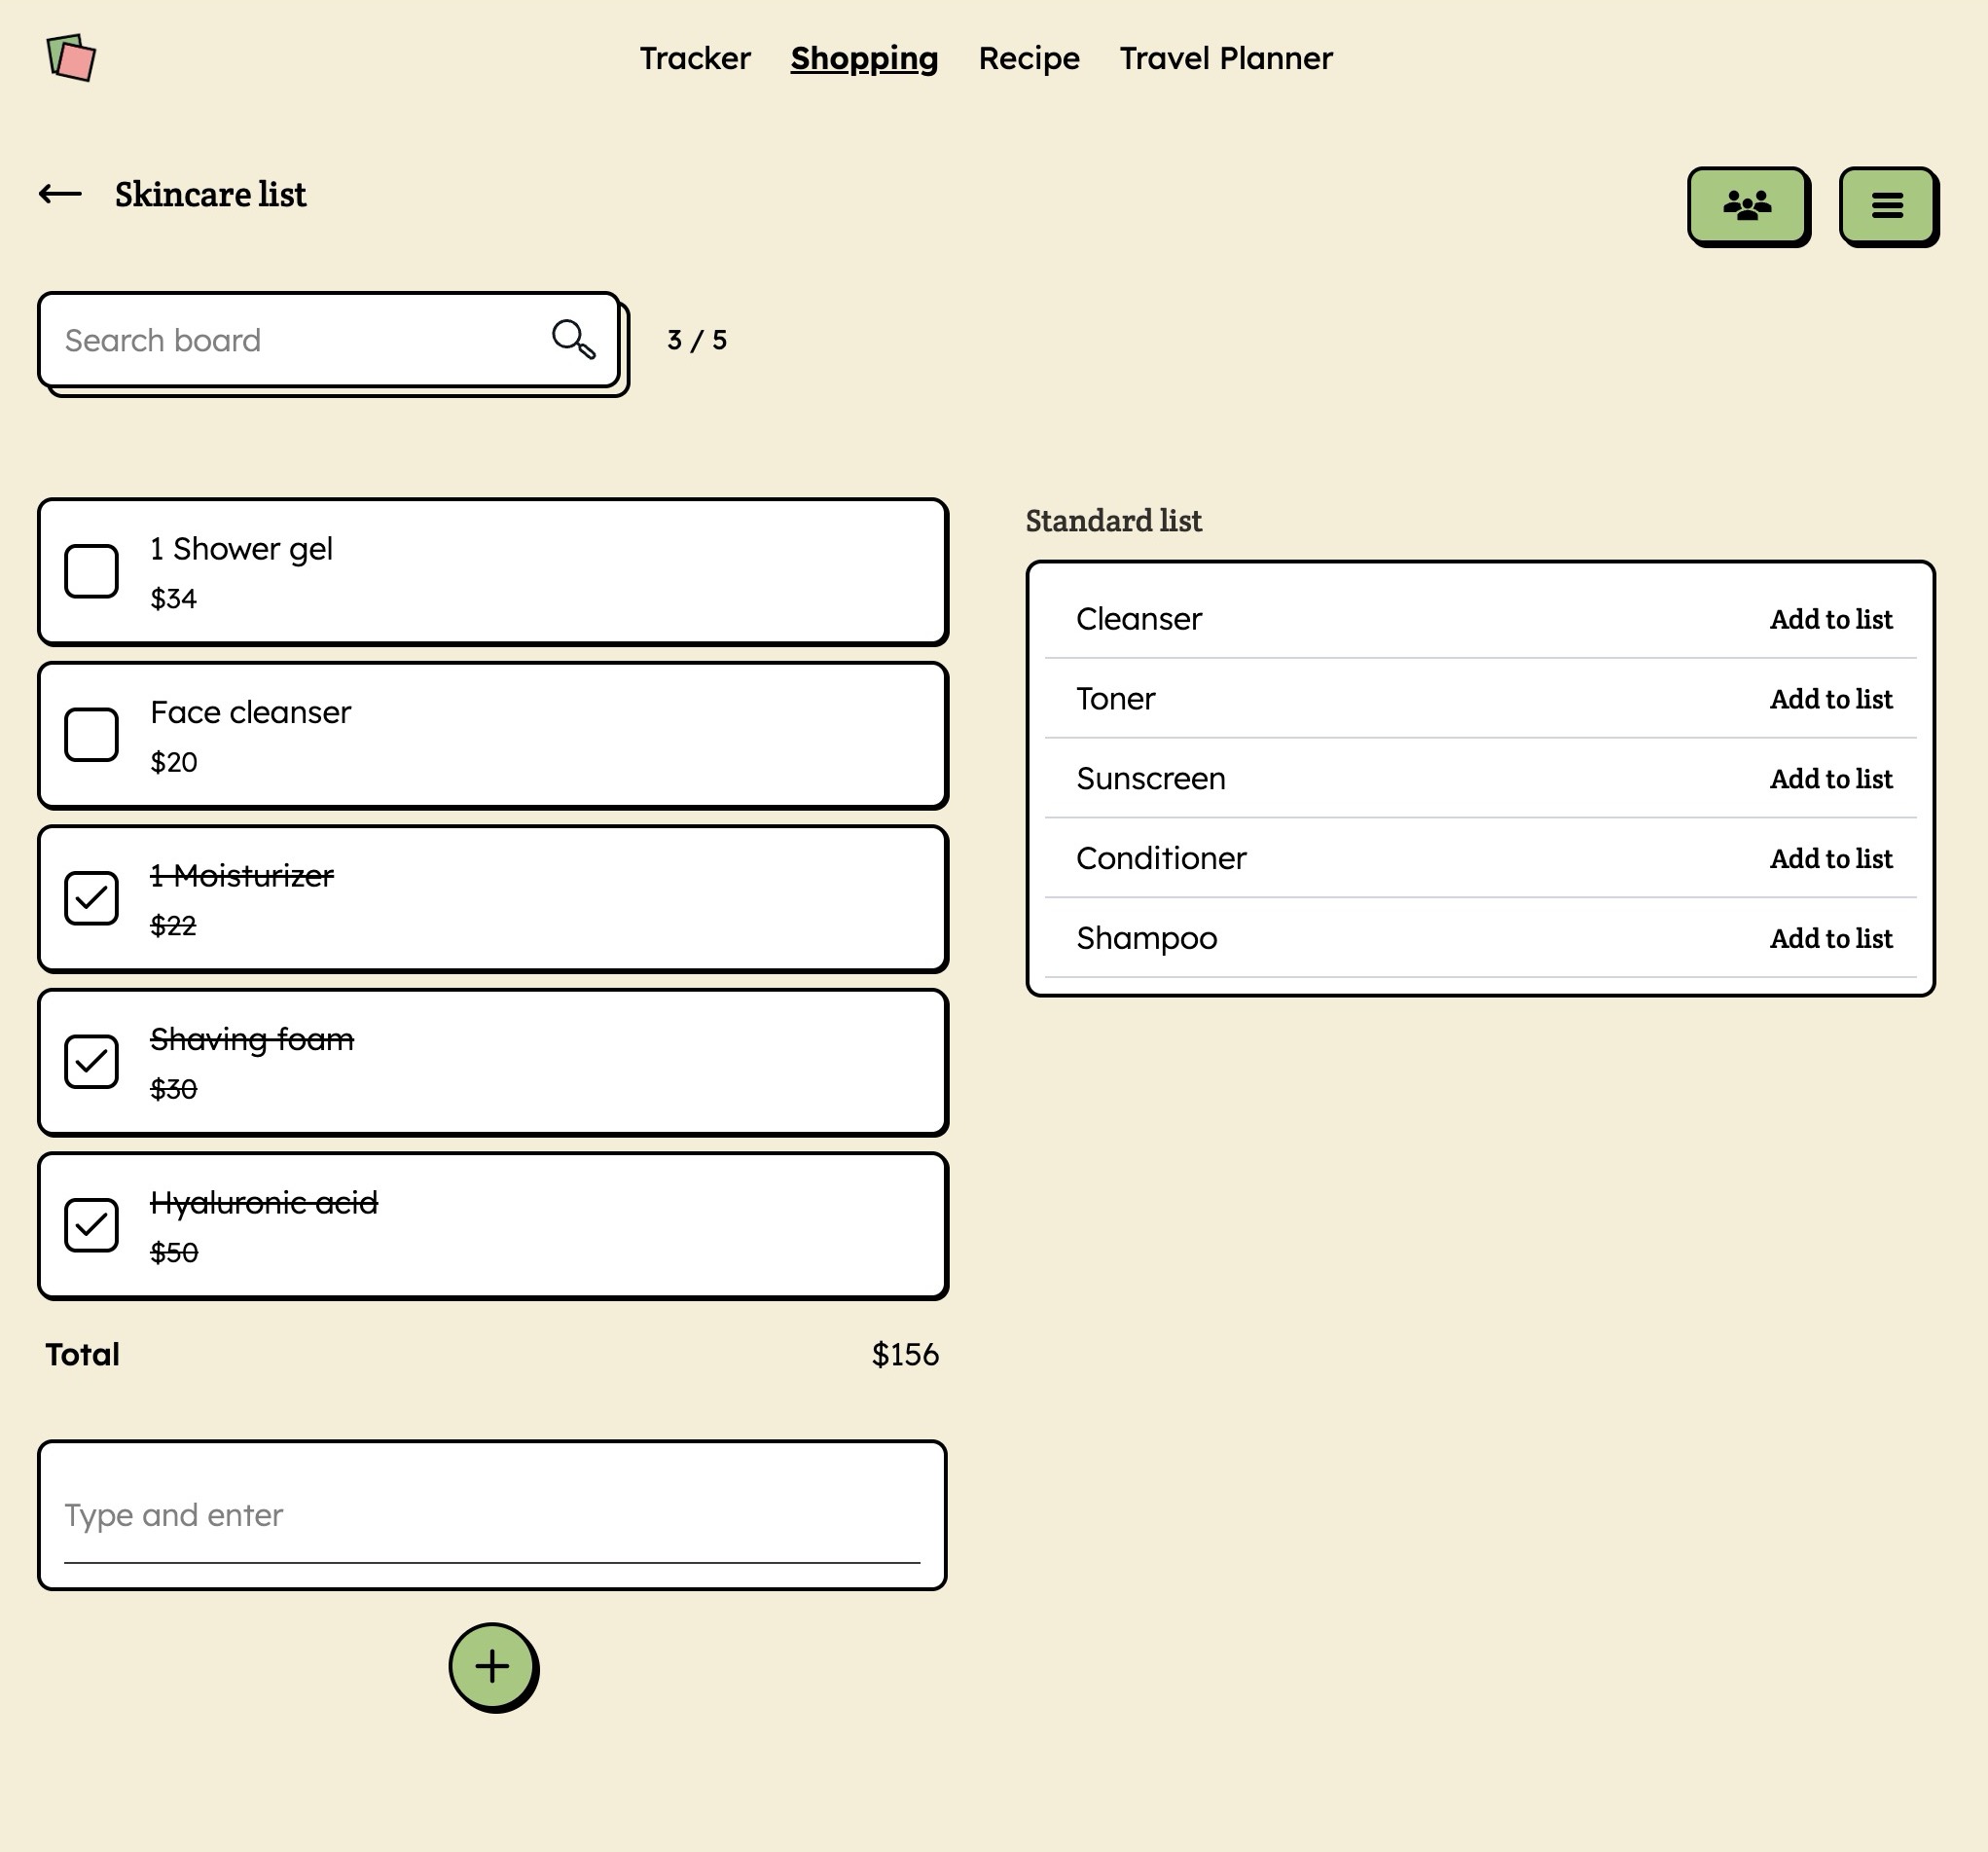 Tracker Shopping Recipe Travel Planner
Skincare list
Search board
3 / 5
1 Shower gel
$34
Face cleanser
$20
1 Moisturizer
$22
Shaving foam
$30
Hyaluronic acid
$50
Total $156
Type and enter
Standard list
Cleanser Add to list
Toner Add to list
Sunscreen Add to list
Conditioner Add to list
Shampoo Add to list